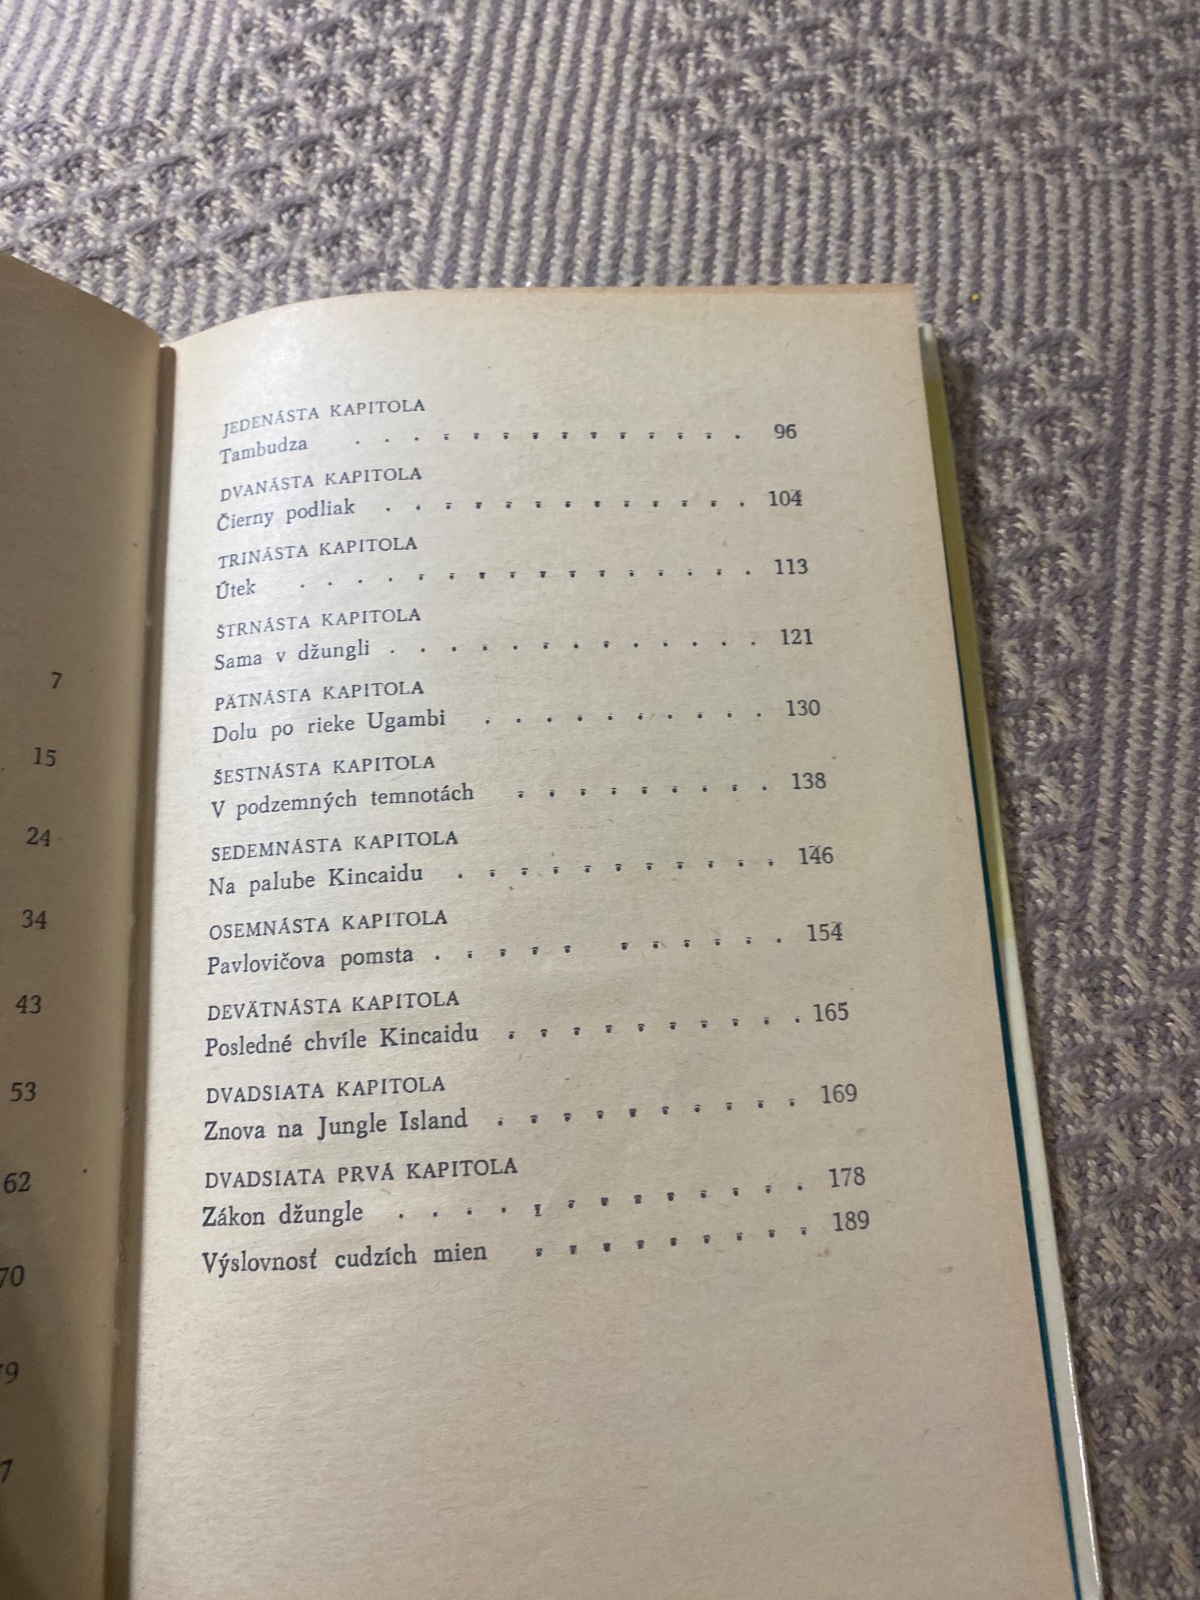 7
15
24
34
43
53
62
70
JEDENÁSTA KAPITOLA
Tambudza . . . . . . . . . . . . . . 96
DVANÁSTA KAPITOLA
Čierny podliak . . . . . . . . . . . . . 104
TRINÁSTA KAPITOLA
Útek . . . . . . . . . . . . . . . . 113
ŠTRNÁSTA KAPITOLA
Sama v džungli . . . . . . . . . . . . . 121
PÄTNÁSTA KAPITOLA
Dolu po rieke Ugambi . . . . . . . . . . 130
ŠESTNÁSTA KAPITOLA
V podzemných temnotách . . . . . . . . . 138
SEDEMNÁSTA KAPITOLA
Na palube Kincaidu . . . . . . . . . . . 146
OSEMNÁSTA KAPITOLA
Pavlovičova pomsta . . . . . . . . . . . 154
DEVÄTNÁSTA KAPITOLA
Posledné chvíle Kincaidu . . . . . . . . . . 165
DVADSIATA KAPITOLA
Znova na Jungle Island . . . . . . . . . . 169
DVADSIATA PRVÁ KAPITOLA
Zákon džungle . . . . . . . . . . . . . 178
Výslovnosť cudzích mien . . . . . . . . . 189